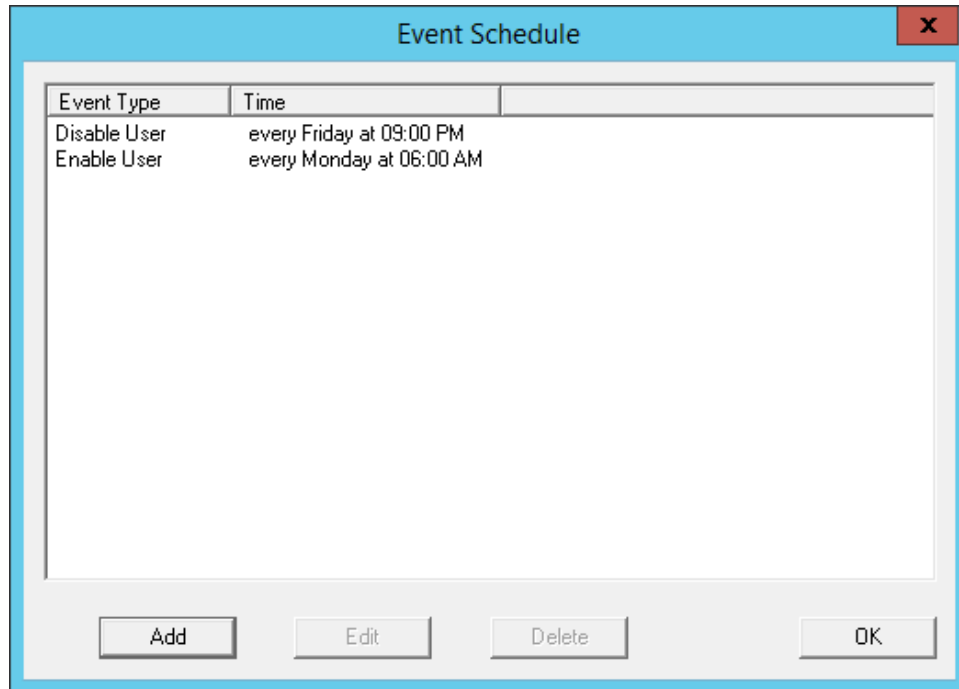 Event Schedule
x
Event Type Time
Disable User every Friday at 09:00 PM
Enable User every Monday at 06:00 AM
Add Edit Delete OK